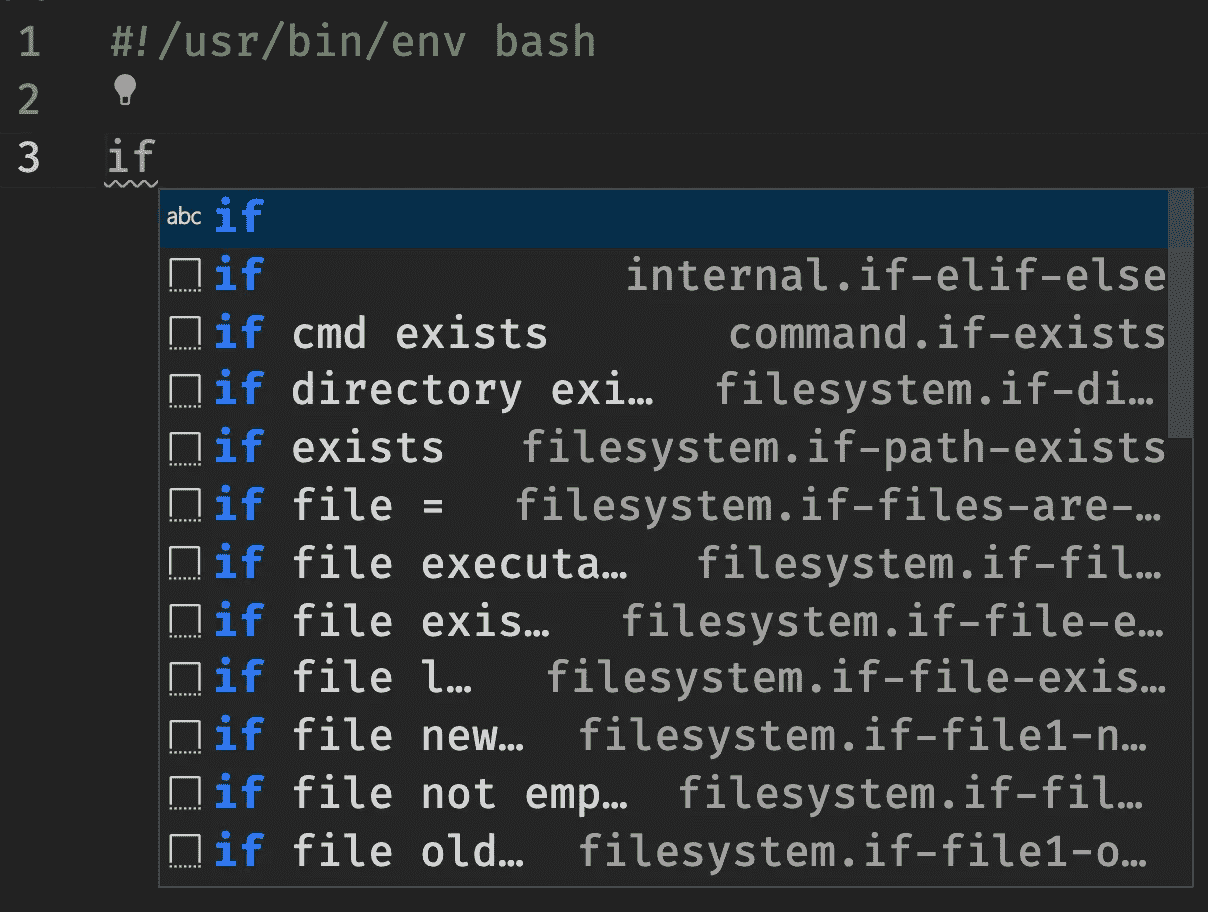 1 #!/usr/bin/env bash
2
3 if
abc if
if internal.if-elif-else
if cmd exists command.if-exists
if directory exi… filesystem.if-di…
if exists filesystem.if-path-exists
if file = filesystem.if-files-are-…
if file executa… filesystem.if-fil…
if file exis… filesystem.if-file-e…
if file l… filesystem.if-file-exis…
if file new… filesystem.if-file1-n…
if file not emp… filesystem.if-fil…
if file old… filesystem.if-file1-o…